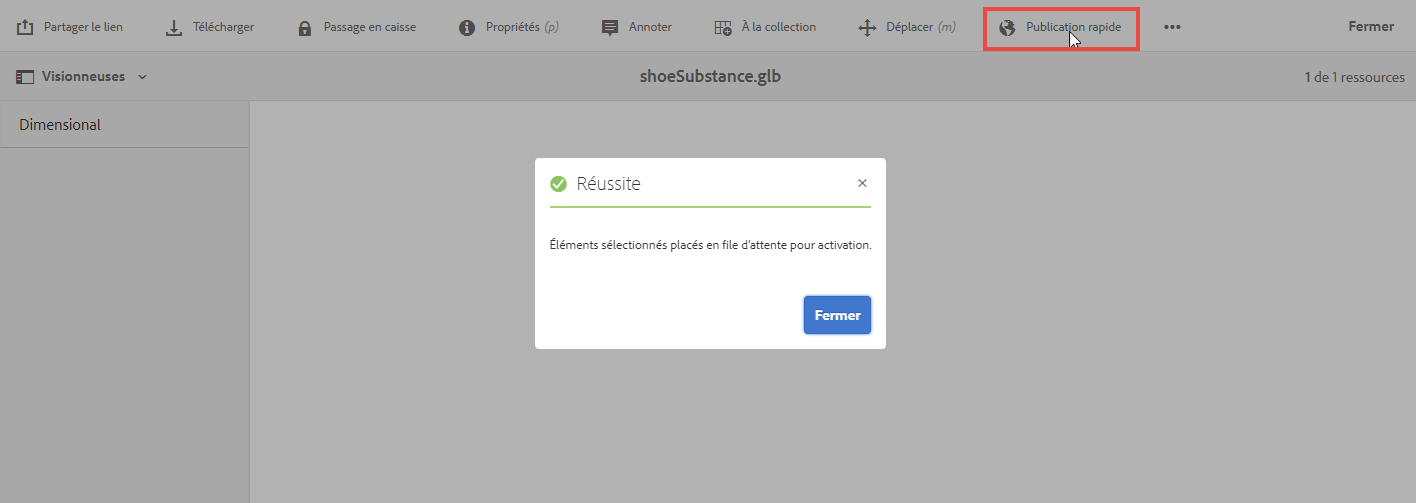 Partager le lien Télécharger Passage en caisse Propriétés (p) Annoter À la collection Déplacer (m) Publication rapide ••• Fermer
Visionneuses shoeSubstance.glb 1 de 1 ressources
Dimensional
Réussite ×
Éléments sélectionnés placés en file d'attente pour activation.
Fermer